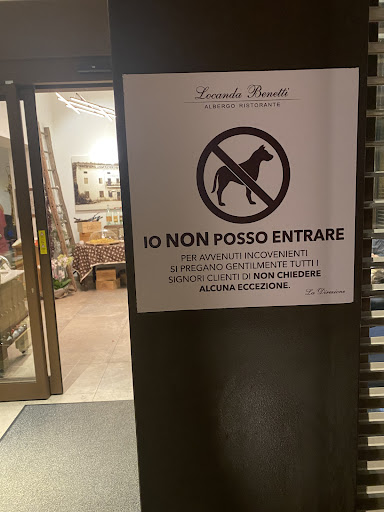 Locanda Benetti
ALBERGO RISTORANTE
IO NON POSSO ENTRARE
PER AVVENUTI INCOVENIENTI
SI PREGANO GENTILMENTE TUTTI I
SIGNORI CLIENTI DI NON CHIEDERE
ALCUNA ECCEZIONE.
La Direzione